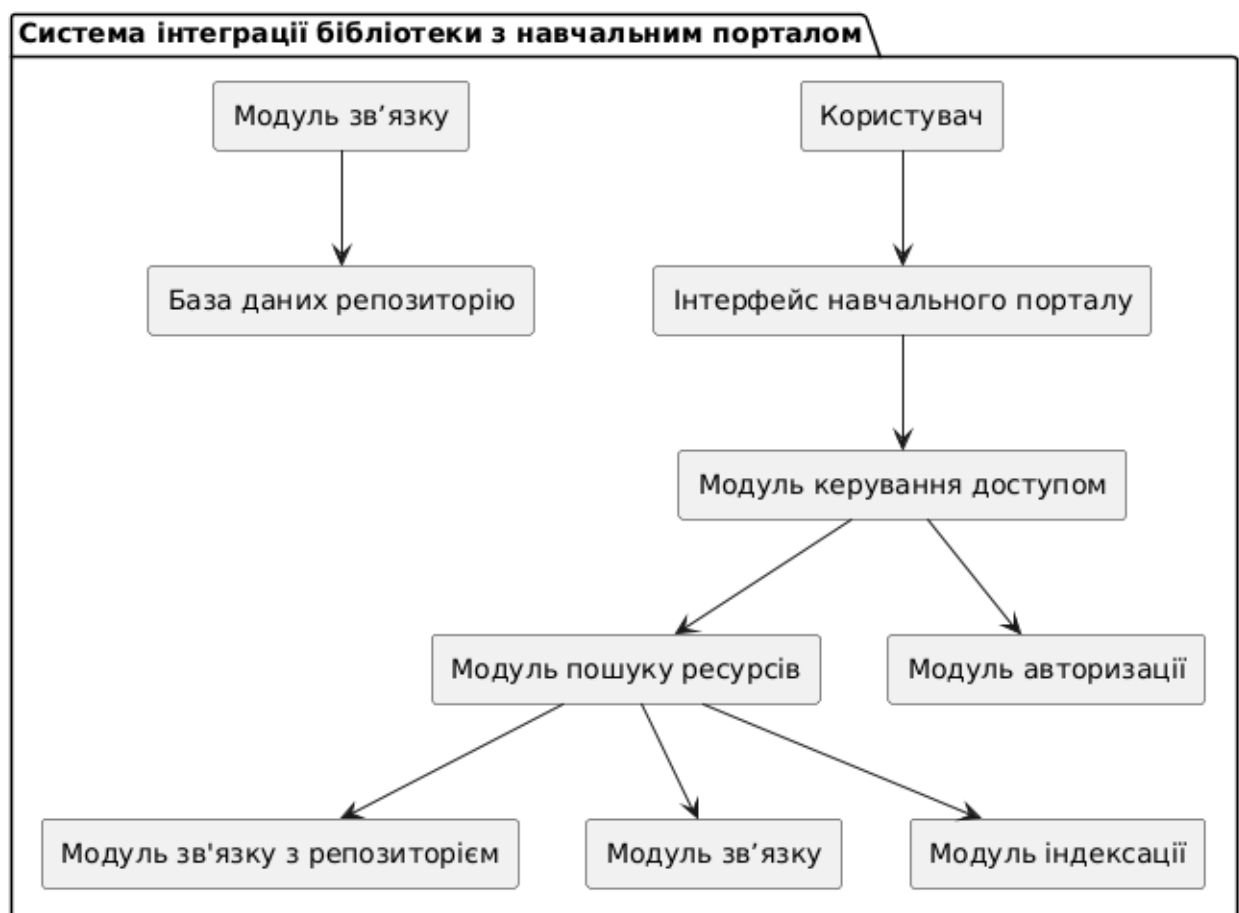 Система інтеграції бібліотеки з навчальним порталом
Модуль зв’язку
Користувач
База даних репозиторію
Інтерфейс навчального порталу
Модуль керування доступом
Модуль пошуку ресурсів
Модуль авторизації
Модуль зв'язку з репозиторієм
Модуль зв’язку
Модуль індексації